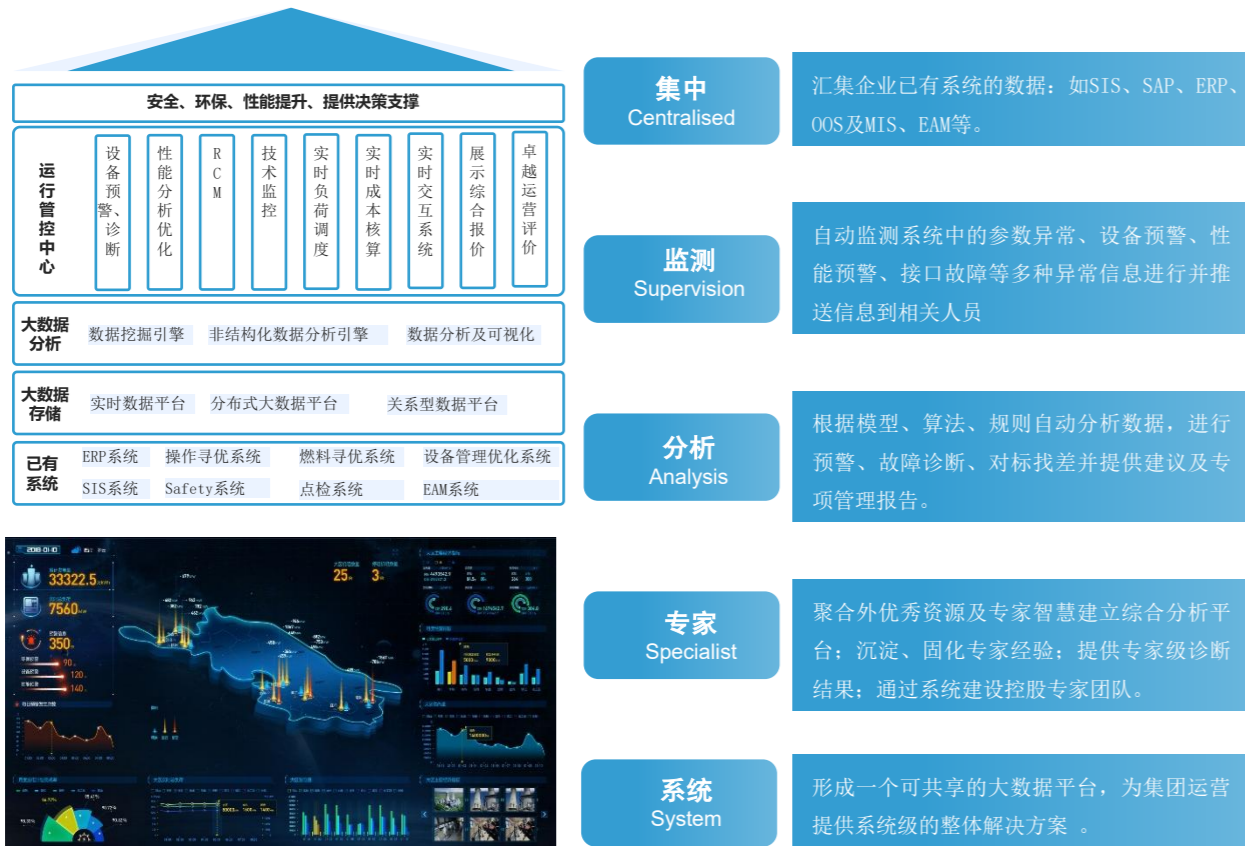 安全、环保、性能提升、提供决策支撑
运行管控中心
设备预警、诊断
性能分析优化
RCM
技术监控
实时负荷调度
实时成本核算
实时交互系统
展示综合报价
卓越运营评价
大数据
分析
数据挖掘引擎 非结构化数据分析引擎 数据分析及可视化
大数据
存储
实时数据平台 分布式大数据平台 关系型数据平台
已有
系统
ERP系统 操作寻优系统 燃料寻优系统 设备管理优化系统
SIS系统 Safety系统 点检系统 EAM系统
2018-01-10
33322.5
7560
350
90
120
140
25
3
集中
Centralised
汇集企业已有系统的数据：如SIS、SAP、ERP、
OOS及MIS、EAM等。
监测
Supervision
自动监测系统中的参数异常、设备预警、性
能预警、接口故障等多种异常信息进行并推
送信息到相关人员
分析
Analysis
根据模型、算法、规则自动分析数据，进行
预警、故障诊断、对标找差并提供建议及专
项管理报告。
专家
Specialist
聚合外优秀资源及专家智慧建立综合分析平
台；沉淀、固化专家经验；提供专家级诊断
结果；通过系统建设控股专家团队。
系统
System
形成一个可共享的大数据平台，为集团运营
提供系统级的整体解决方案 。